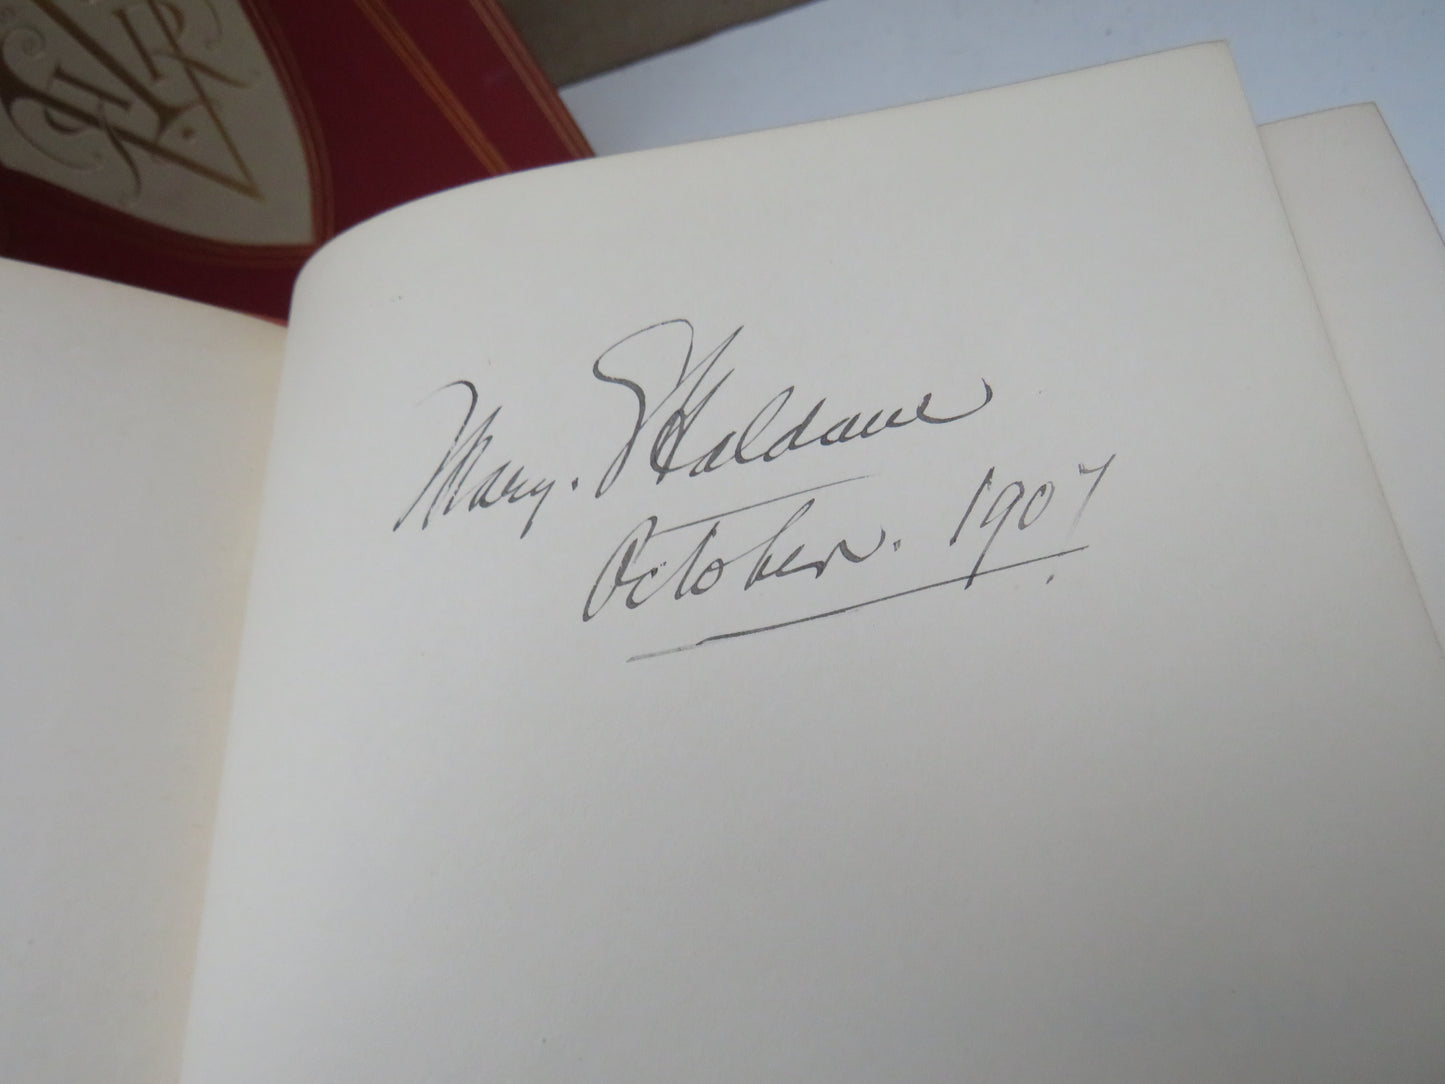 Mary. Haldane
October. 1907